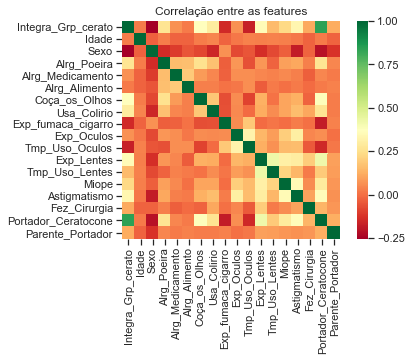 Correlação entre as features
Integra_Grp_cerato
Idade
Sexo
Alrg_Poeira
Alrg_Medicamento
Alrg_Alimento
Coça_os_Olhos
Usa_Colirio
Exp_fumaca_cigarro
Exp_Oculos
Tmp_Uso_Oculos
Exp_Lentes
Tmp_Uso_Lentes
Miope
Astigmatismo
Fez_Cirurgia
Portador_Ceratocone
Parente_Portador
Integra_Grp_cerato
Idade
Sexo
Alrg_Poeira
Alrg_Medicamento
Alrg_Alimento
Coça_os_Olhos
Usa_Colirio
Exp_fumaca_cigarro
Exp_Oculos
Tmp_Uso_Oculos
Exp_Lentes
Tmp_Uso_Lentes
Miope
Astigmatismo
Fez_Cirurgia
Portador_Ceratocone
Parente_Portador
1.00
0.75
0.50
0.25
0.00
−0.25